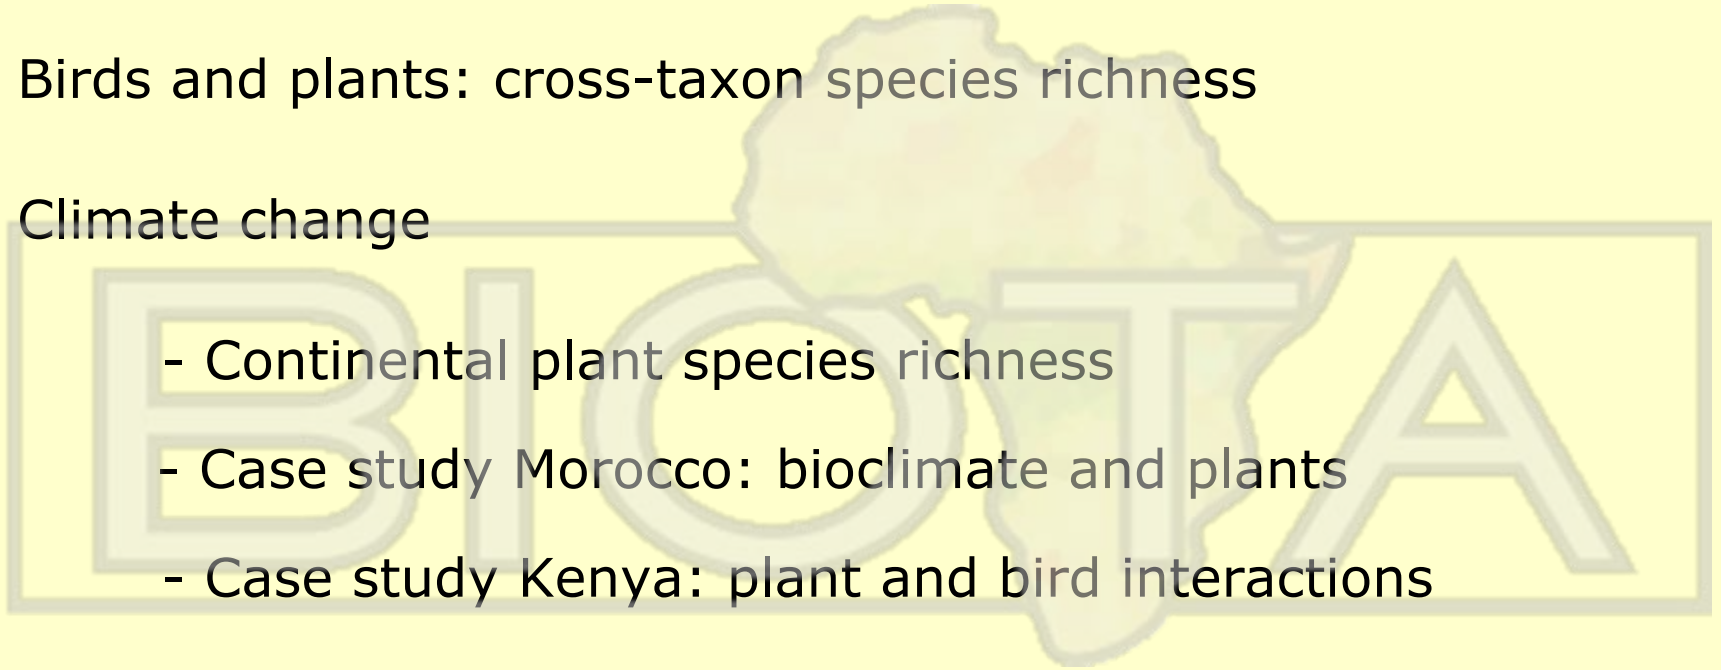 Birds and plants: cross-taxon species richness
Climate change
- Continental plant species richness
- Case study Morocco: bioclimate and plants
- Case study Kenya: plant and bird interactions
BIOTA